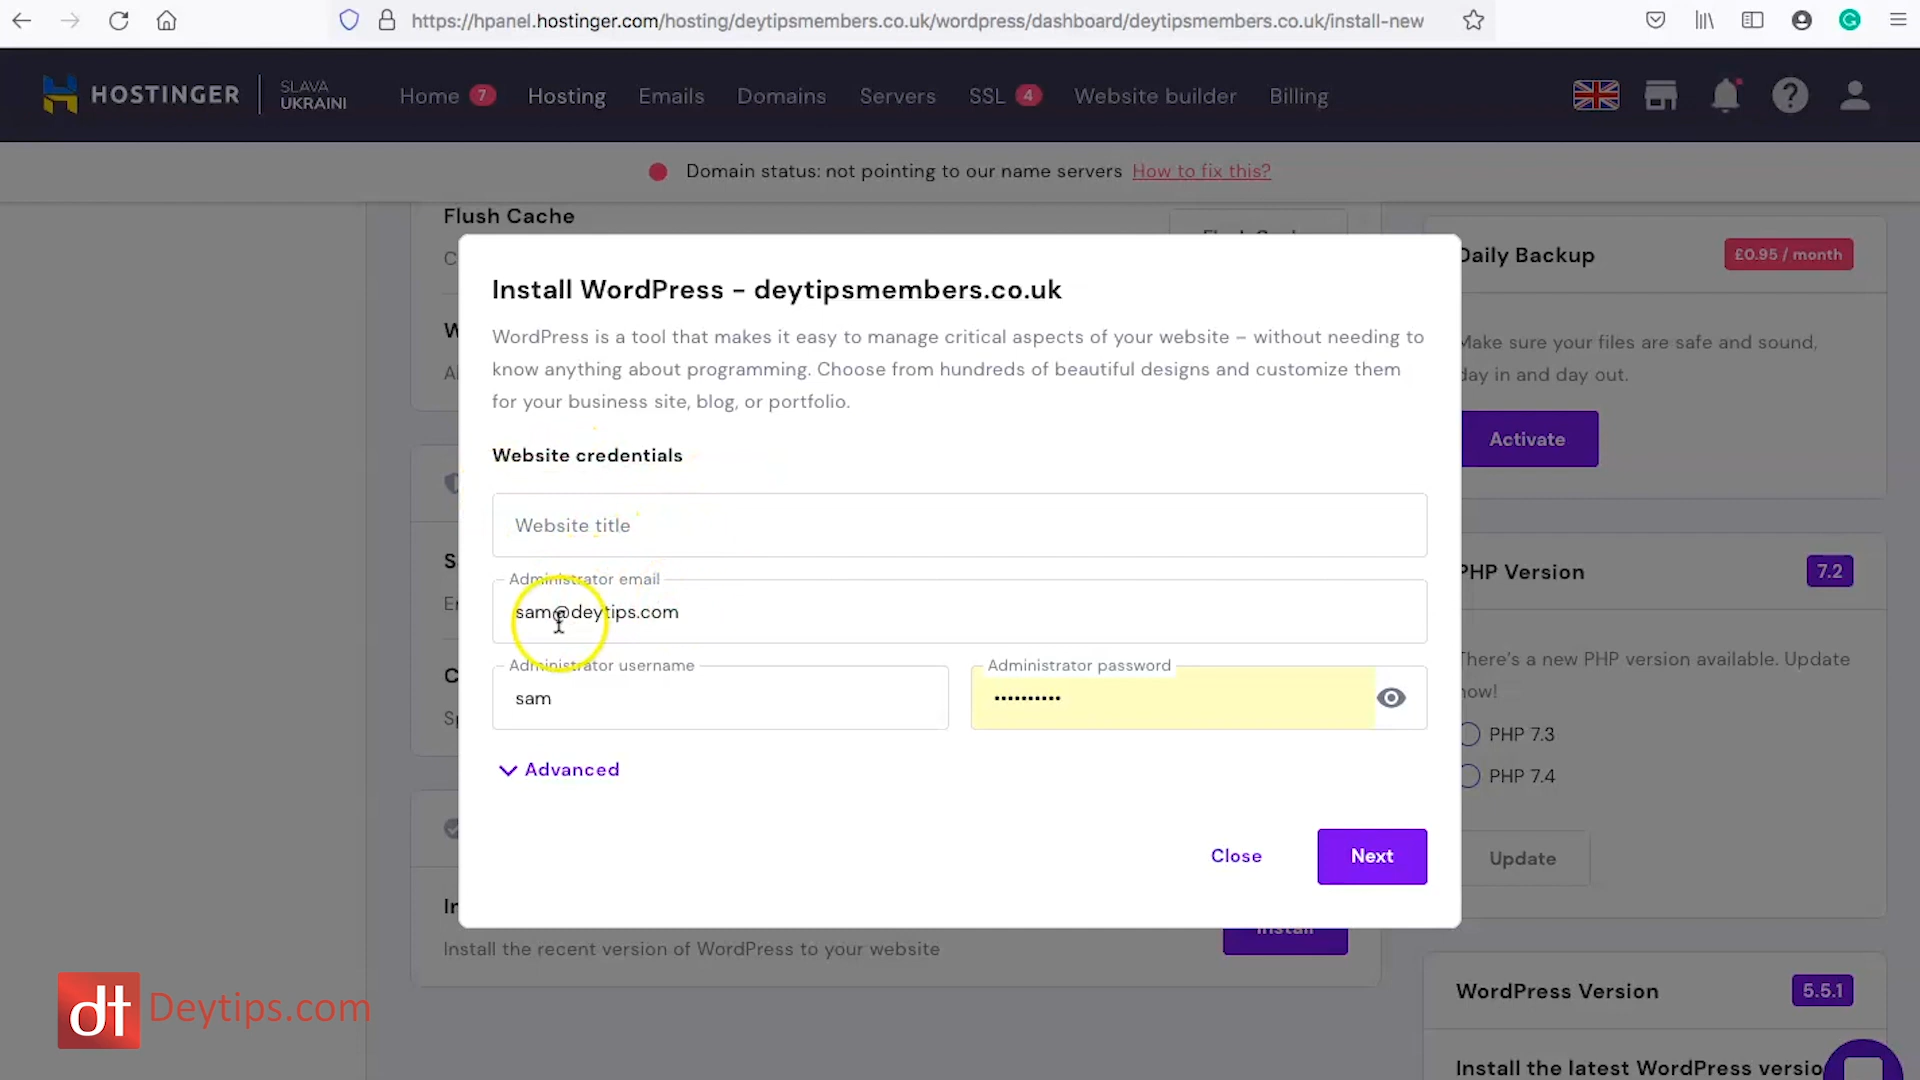 https://hpanel.hostinger.com/hosting/deytipsmembers.co.uk/wordpress/dashboard/deytipsmembers.co.uk/install-new
HOSTINGER
SLAVA
UKRAINI
Home 7 Hosting Emails Domains Servers SSL 4 Website builder Billing
Domain status: not pointing to our name servers How to fix this?
Flush Cache
Daily Backup £0.95 / month
Make sure your files are safe and sound,
day in and day out.
Activate
Install WordPress - deytipsmembers.co.uk
WordPress is a tool that makes it easy to manage critical aspects of your website – without needing to
know anything about programming. Choose from hundreds of beautiful designs and customize them
for your business site, blog, or portfolio.
Website credentials
Website title
Administrator email
sam@deytips.com
Administrator username
sam
Administrator password
••••••••••
Advanced
Close
Next
PHP Version 7.2
There's a new PHP version available. Update
now!
PHP 7.3
PHP 7.4
Update
Install the recent version of WordPress to your website
Install
WordPress Version 5.5.1
Install the latest WordPress versio
dt Deytips.com